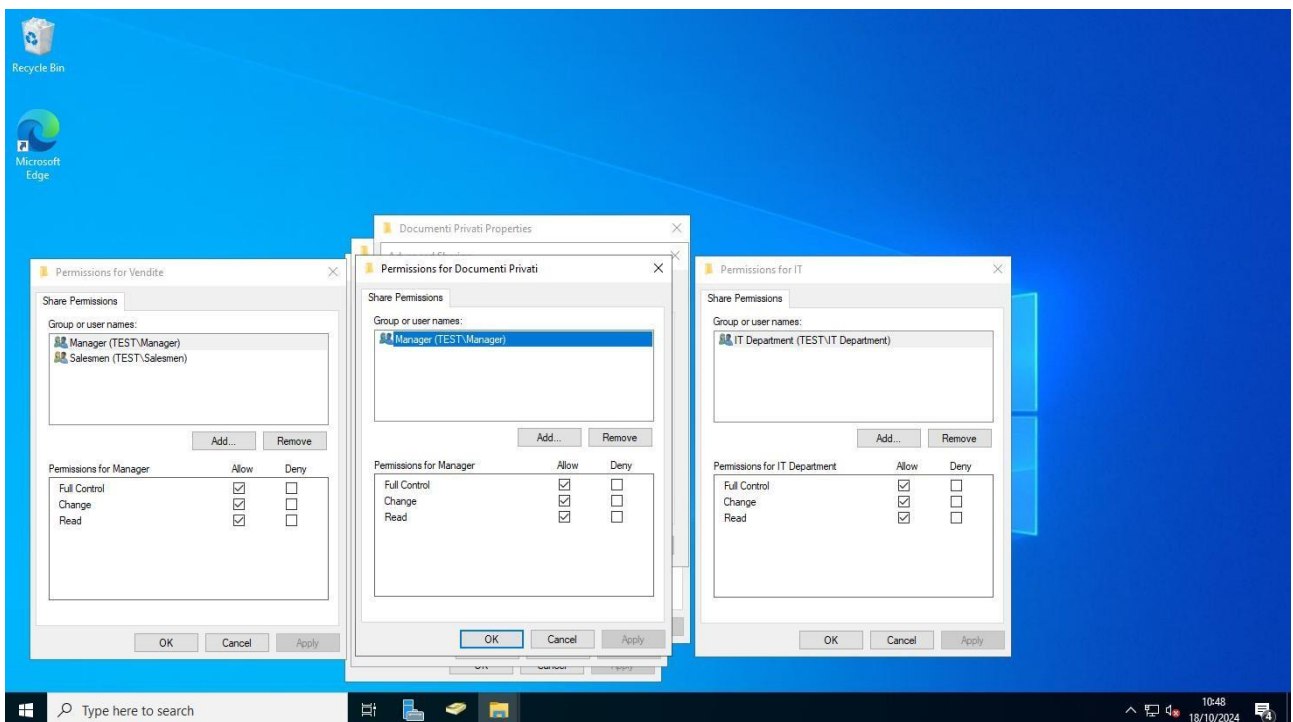 Recycle Bin
Microsoft
Edge
Documenti Privati Properties
Permissions for Vendite
Share Permissions
Group or user names:
Manager (TEST\Manager)
Salesmen (TEST\Salesmen)
Add... Remove
Permissions for Manager Allow Deny
Full Control
Change
Read
OK Cancel Apply
Permissions for Documenti Privati
Share Permissions
Group or user names:
Manager (TEST\Manager)
Add... Remove
Permissions for Manager Allow Deny
Full Control
Change
Read
OK Cancel Apply
Permissions for IT
Share Permissions
Group or user names:
IT Department (TEST\IT Department)
Add... Remove
Permissions for IT Department Allow Deny
Full Control
Change
Read
OK Cancel Apply
Type here to search
10:48
18/10/2024
4